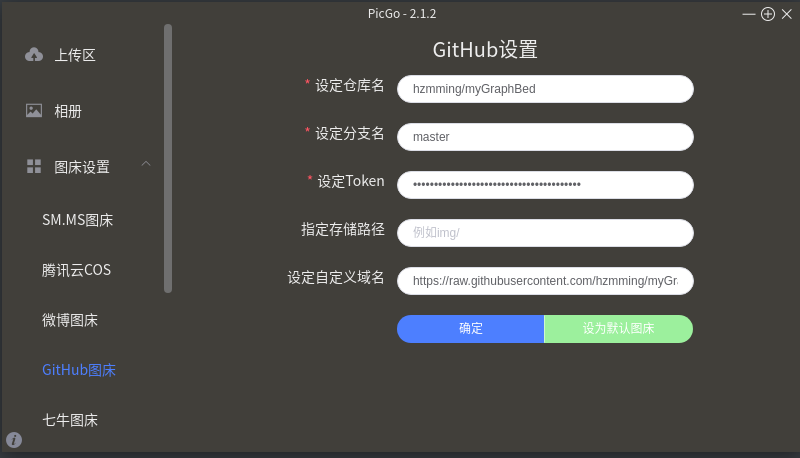 PicGo - 2.1.2
上传区
相册
图床设置
SM.MS图床
腾讯云COS
微博图床
GitHub图床
七牛图床
GitHub设置
* 设定仓库名
hzmming/myGraphBed
* 设定分支名
master
* 设定Token
••••••••••••••••••••••••••••••••••••••••
指定存储路径
例如img/
设定自定义域名
https://raw.githubusercontent.com/hzmming/myGr
确定
设为默认图床